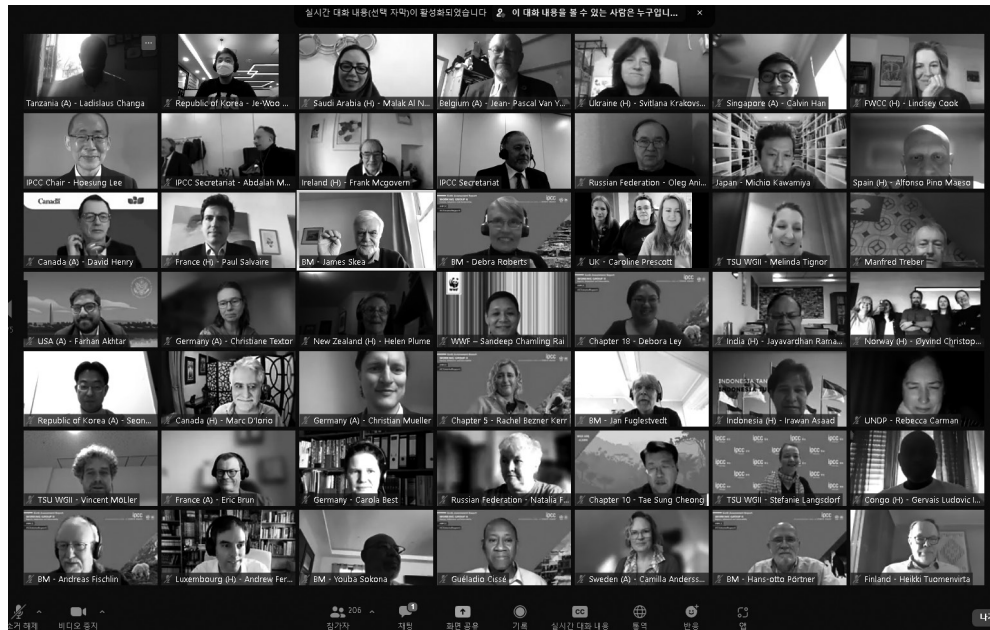 실시간 대화 내용(선택 자막)이 활성화되었습니다 이 대화 내용을 볼 수 있는 사람은 누구입니...
Tanzania (A) - Ladislaus Changa
Republic of Korea - Je-Woo ...
Saudi Arabia (H) - Malak Al N...
Belgium (A) - Jean- Pascal Van Y...
Ukraine (H) - Svitlana Krakovs...
Singapore (A) - Calvin Han
FWCC (H) - Lindsey Cook
IPCC Chair - Hoesung Lee
IPCC Secretariat - Abdalah M...
Ireland (H) - Frank Mcgovern
IPCC Secretariat
Russian Federation - Oleg Ani...
Japan - Michio Kawamiya
Spain (H) - Alfonso Pino Maeso
Canada
Canada (A) - David Henry
France (H) - Paul Salvaire
BM - James Skea
BM - Debra Roberts
UK - Caroline Prescott
TSU WGII - Melinda Tignor
Manfred Treber
USA (A) - Farhan Akhtar
Germany (A) - Christiane Textor
New Zealand (H) - Helen Plume
WWF
WWF – Sandeep Chamling Rai
Chapter 18 - Debora Ley
India (H) - Jayavardhan Rama...
Norway (H) - Øyvind Christop...
Republic of Korea (A) - Seon...
Canada (H) - Marc D'Iorio
Germany (A) - Christian Mueller
Chapter 5 - Rachel Bezner Kerr
BM - Jan Fuglestvedt
Indonesia (H) - Irawan Asaad
UNDP - Rebecca Carman
TSU WGII - Vincent Möller
France (A) - Eric Brun
Germany - Carola Best
Russian Federation - Natalia F...
Chapter 10 - Tae Sung Cheong
ipcc
TSU WGII - Stefanie Langsdorf
Congo (H) - Gervais Ludovic I...
BM - Andreas Fischlin
Luxembourg (H) - Andrew Fer...
BM - Youba Sokona
Guéladio Cissé
Sweden (A) - Camilla Anderss...
BM - Hans-otto Pörtner
Finland - Heikki Tuomenvirta
소거 해제 비디오 중지 참가자 206 채팅 1 화면 공유 기록 CC 실시간 대화 내용 통역 반응 앱